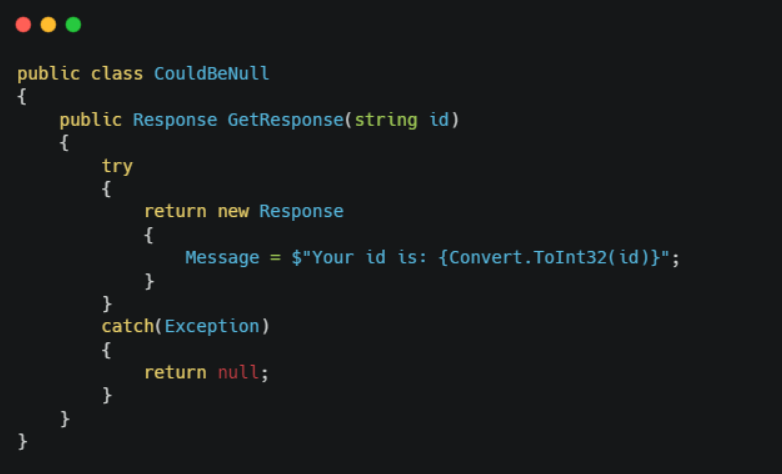 public class CouldBeNull
{
    public Response GetResponse(string id)
    {
        try
        {
            return new Response
            {
                Message = $"Your id is: {Convert.ToInt32(id)}";
            }
        }
        catch(Exception)
        {
            return null;
        }
    }
}